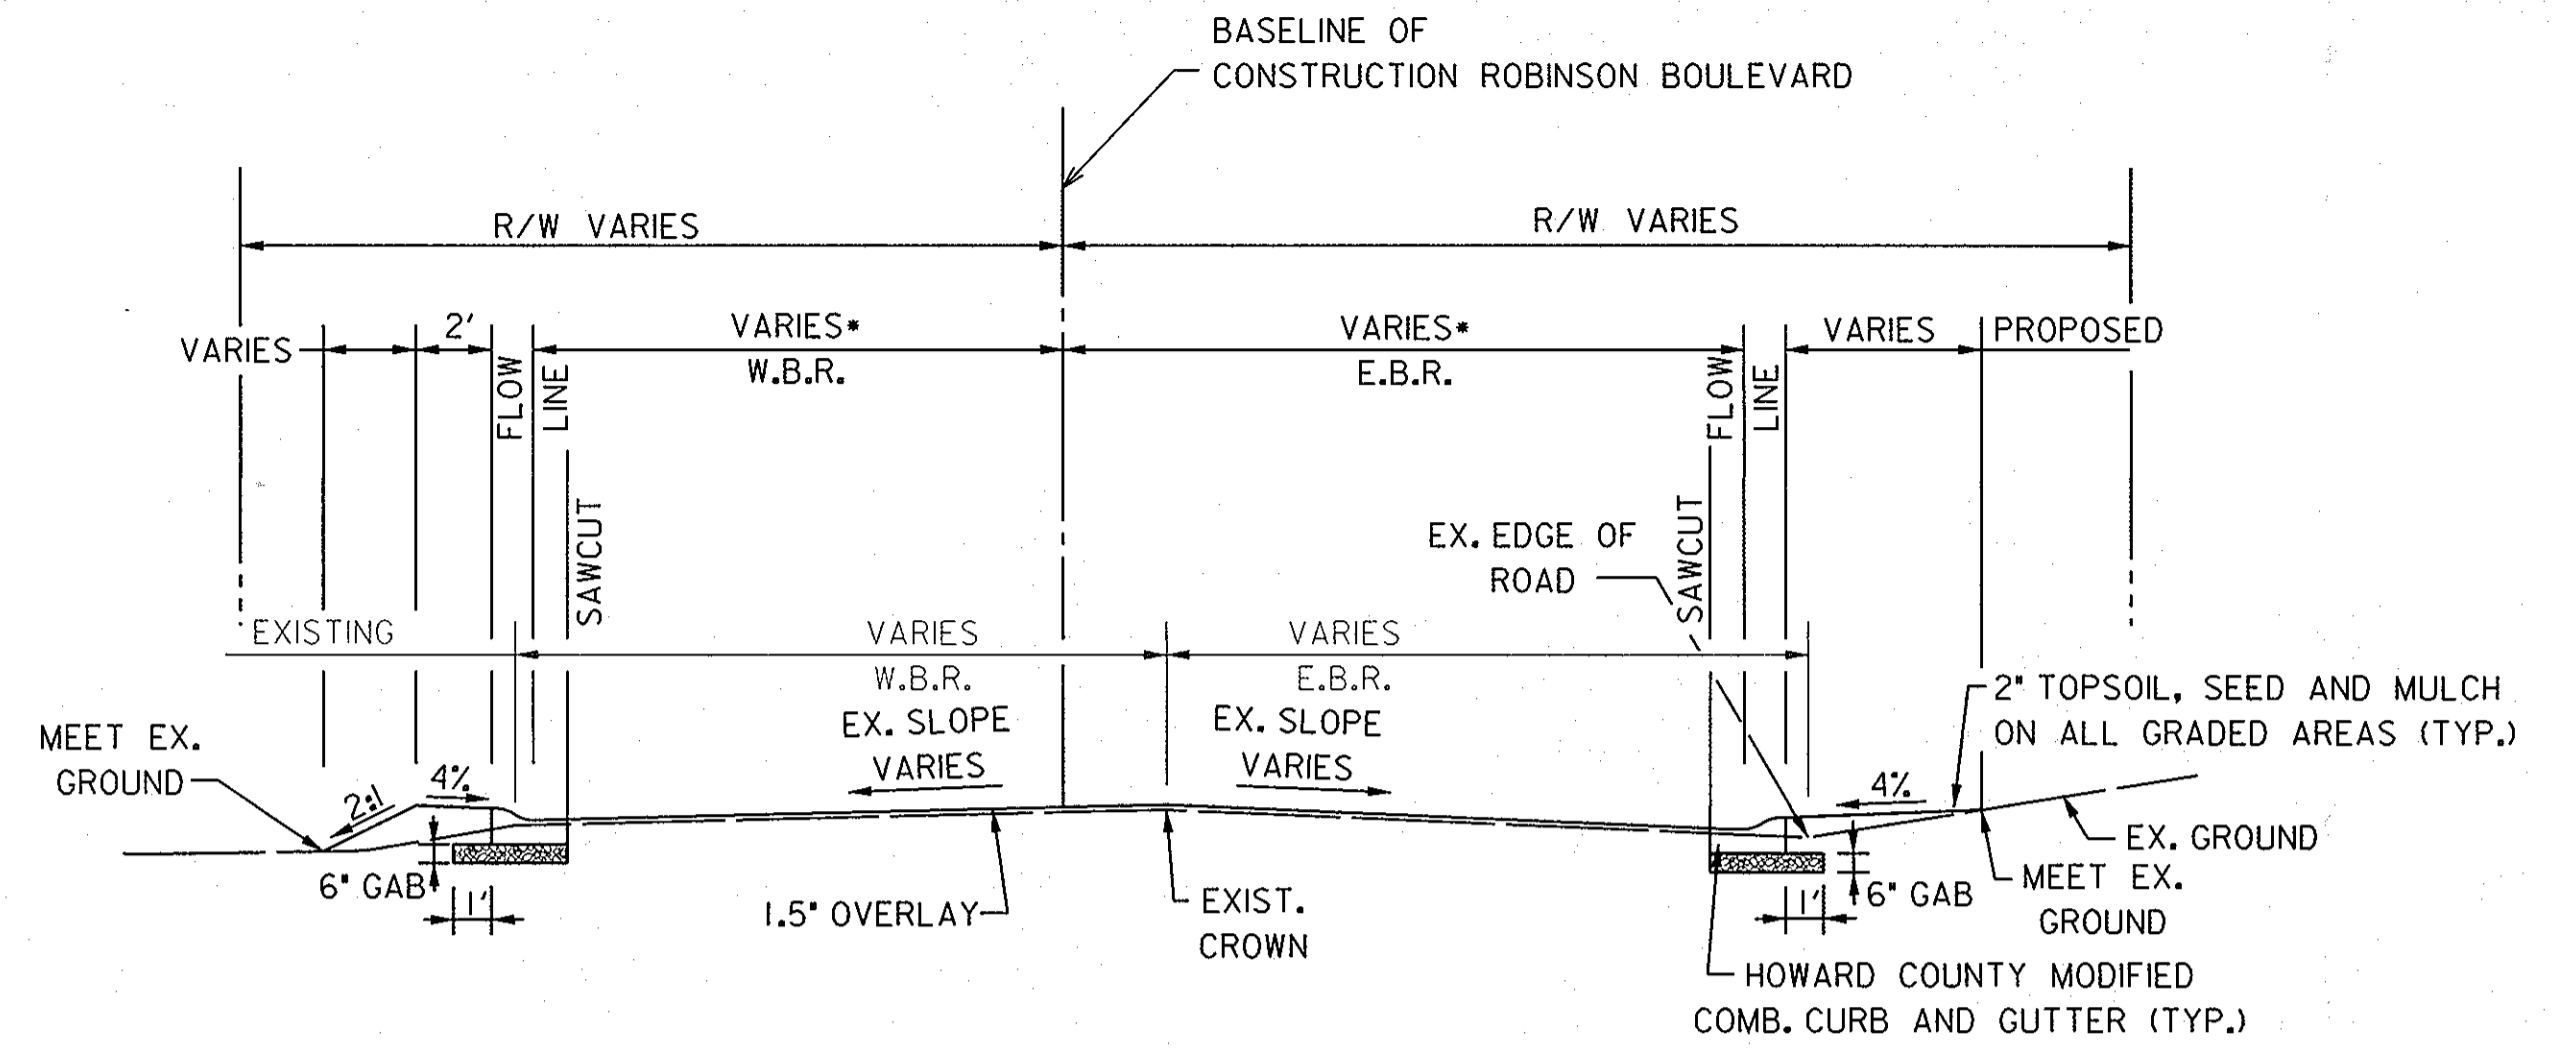 BASELINE OF
CONSTRUCTION ROBINSON BOULEVARD
R/W VARIES
R/W VARIES
VARIES
2'
FLOW
LINE
VARIES*
W.B.R.
VARIES*
E.B.R.
FLOW
LINE
VARIES
PROPOSED
SAWCUT
SAWCUT
EX. EDGE OF
ROAD
EXISTING
VARIES
W.B.R.
VARIES
E.B.R.
EX. SLOPE
VARIES
EX. SLOPE
VARIES
2" TOPSOIL, SEED AND MULCH
ON ALL GRADED AREAS (TYP.)
MEET EX.
GROUND
2:1
4%
4%
6" GAB
1'
1.5" OVERLAY
EXIST.
CROWN
1'
6" GAB
EX. GROUND
MEET EX.
GROUND
HOWARD COUNTY MODIFIED
COMB. CURB AND GUTTER (TYP.)